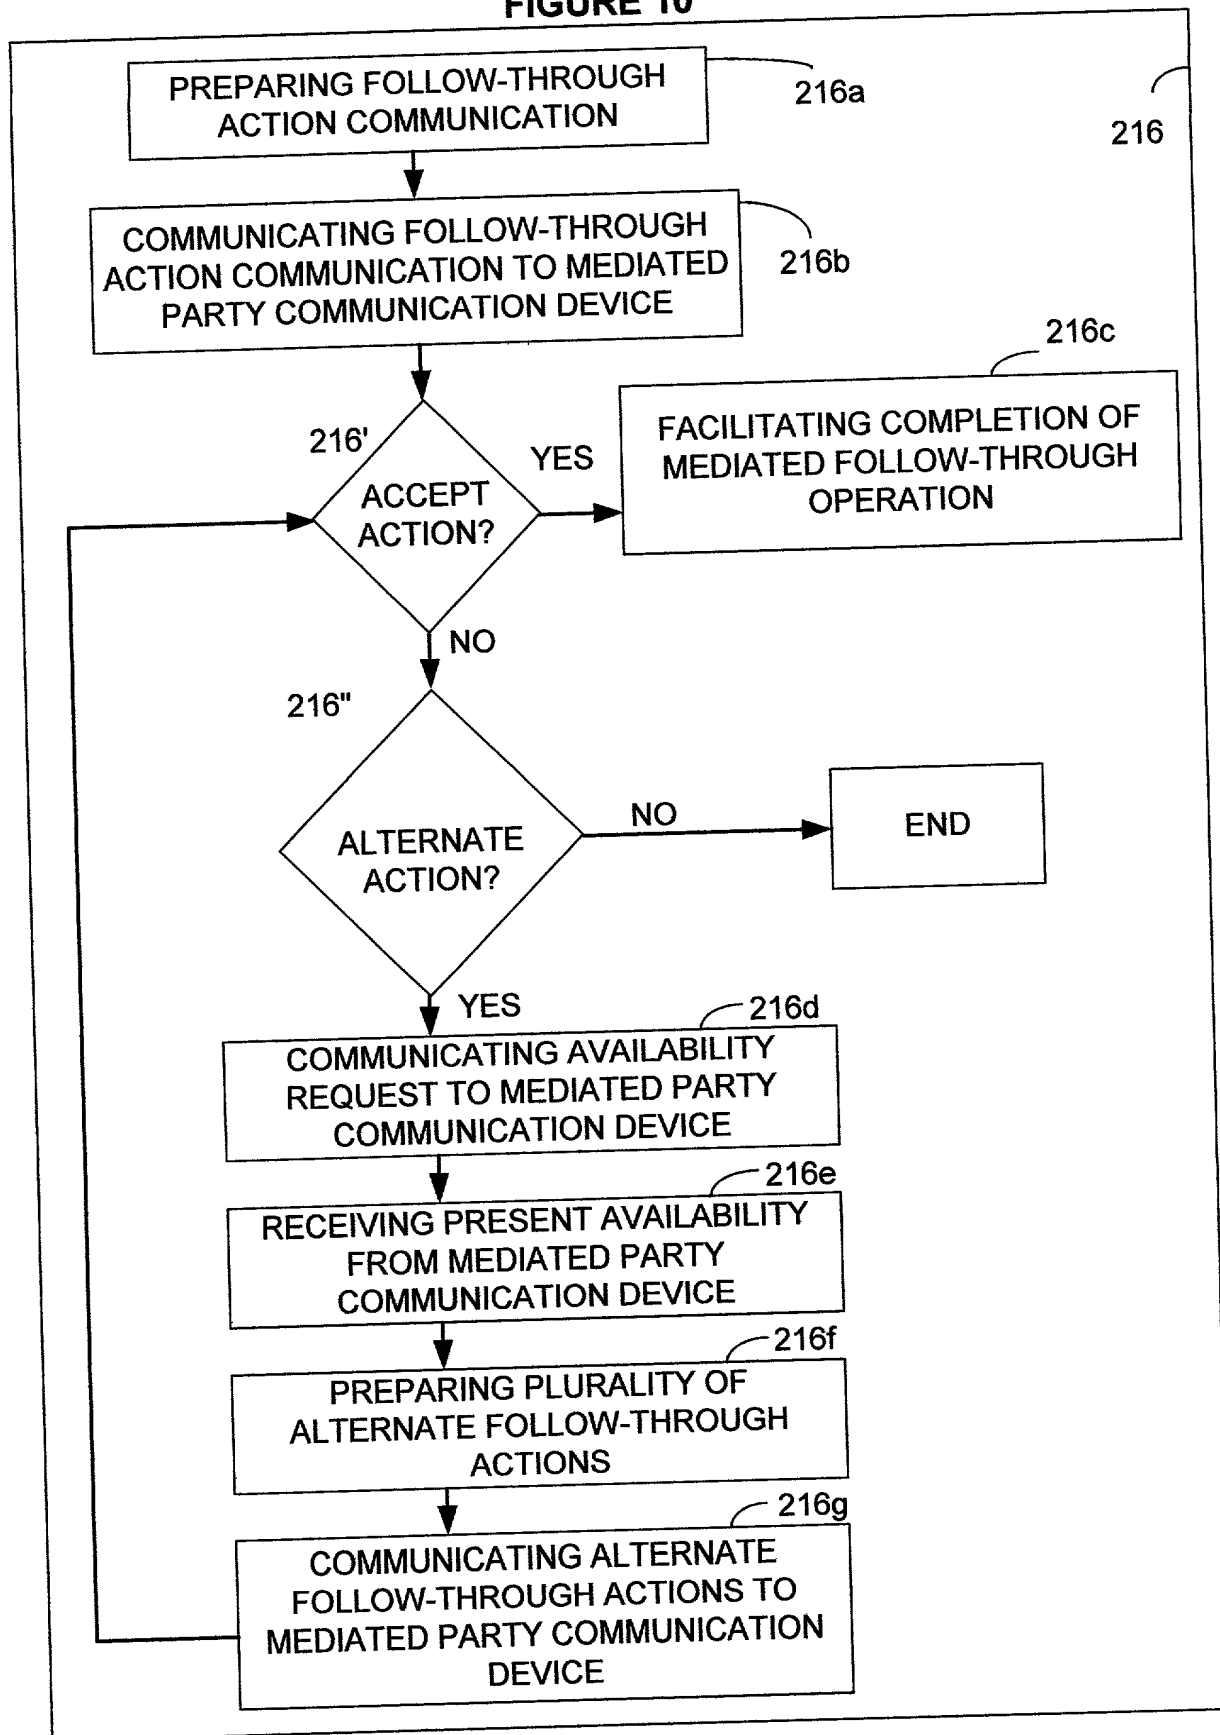 FIGURE 10
PREPARING FOLLOW-THROUGH
ACTION COMMUNICATION
216a
216
COMMUNICATING FOLLOW-THROUGH
ACTION COMMUNICATION TO MEDIATED
PARTY COMMUNICATION DEVICE
216b
216c
FACILITATING COMPLETION OF
MEDIATED FOLLOW-THROUGH
OPERATION
216'
YES
ACCEPT
ACTION?
NO
216"
ALTERNATE
ACTION?
NO
END
YES
216d
COMMUNICATING AVAILABILITY
REQUEST TO MEDIATED PARTY
COMMUNICATION DEVICE
216e
RECEIVING PRESENT AVAILABILITY
FROM MEDIATED PARTY
COMMUNICATION DEVICE
216f
PREPARING PLURALITY OF
ALTERNATE FOLLOW-THROUGH
ACTIONS
216g
COMMUNICATING ALTERNATE
FOLLOW-THROUGH ACTIONS TO
MEDIATED PARTY COMMUNICATION
DEVICE